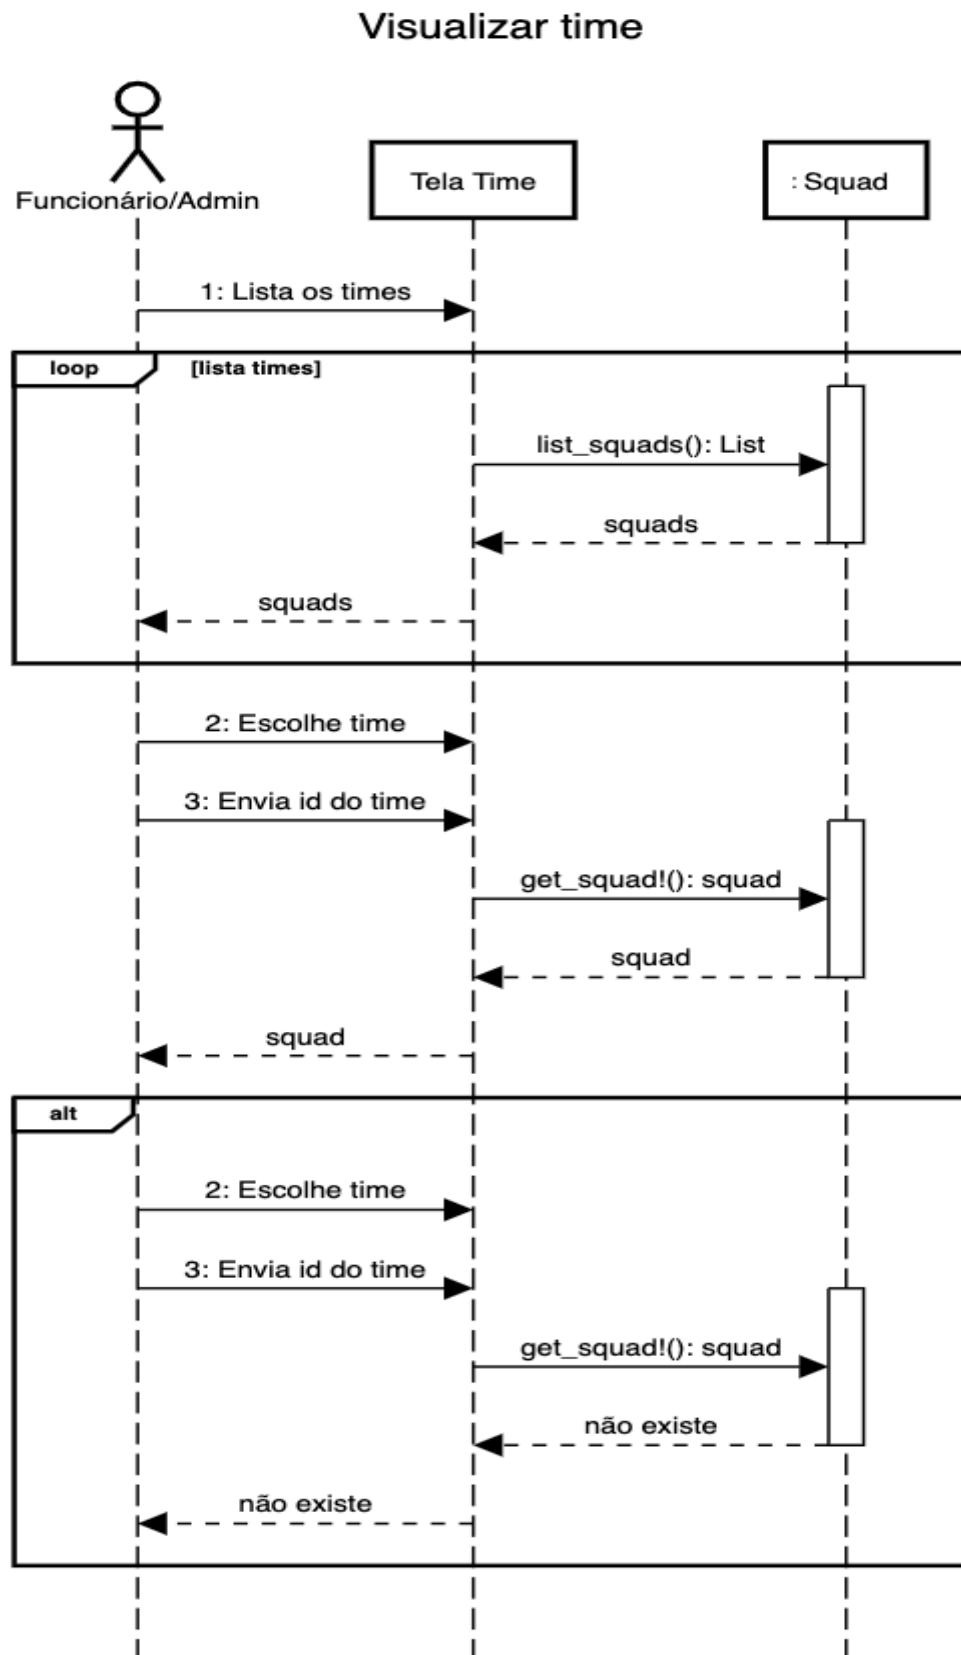 Visualizar time
Funcionário/Admin
Tela Time
: Squad
1: Lista os times
loop
[lista times]
list_squads(): List
squads
squads
2: Escolhe time
3: Envia id do time
get_squad!(): squad
squad
squad
alt
2: Escolhe time
3: Envia id do time
get_squad!(): squad
não existe
não existe